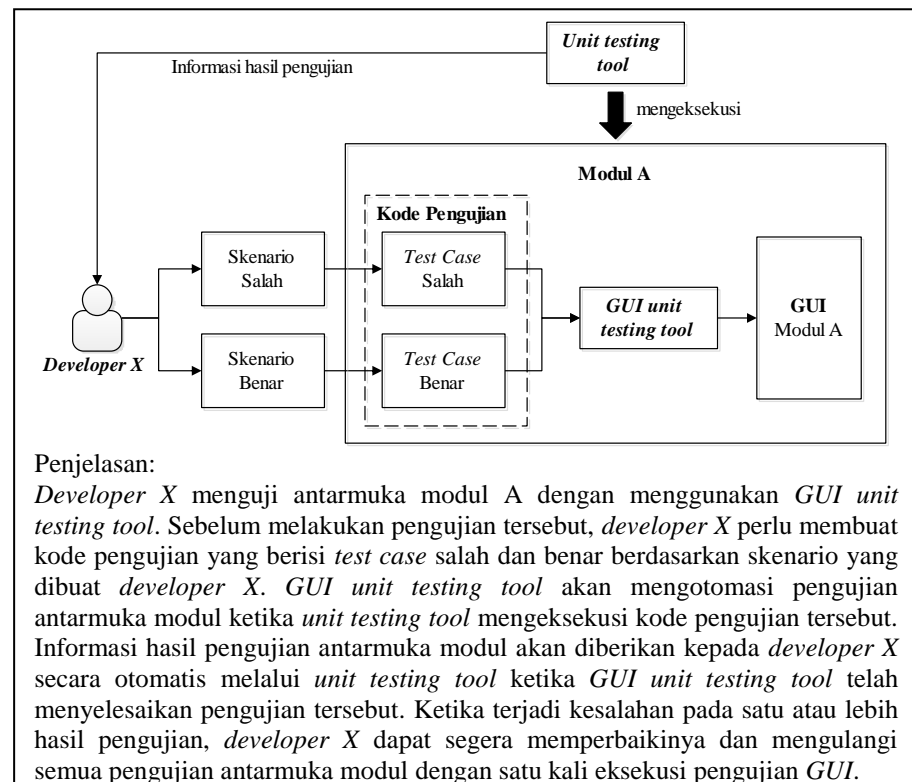 Unit testing
tool
Informasi hasil pengujian
mengeksekusi
Modul A
Kode Pengujian
Skenario
Salah
Test Case
Salah
GUI unit
testing tool
GUI
Modul A
Developer X
Skenario
Benar
Test Case
Benar
Penjelasan:
Developer X menguji antarmuka modul A dengan menggunakan GUI unit
testing tool. Sebelum melakukan pengujian tersebut, developer X perlu membuat
kode pengujian yang berisi test case salah dan benar berdasarkan skenario yang
dibuat developer X. GUI unit testing tool akan mengotomasi pengujian
antarmuka modul ketika unit testing tool mengeksekusi kode pengujian tersebut.
Informasi hasil pengujian antarmuka modul akan diberikan kepada developer X
secara otomatis melalui unit testing tool ketika GUI unit testing tool telah
menyelesaikan pengujian tersebut. Ketika terjadi kesalahan pada satu atau lebih
hasil pengujian, developer X dapat segera memperbaikinya dan mengulangi
semua pengujian antarmuka modul dengan satu kali eksekusi pengujian GUI.